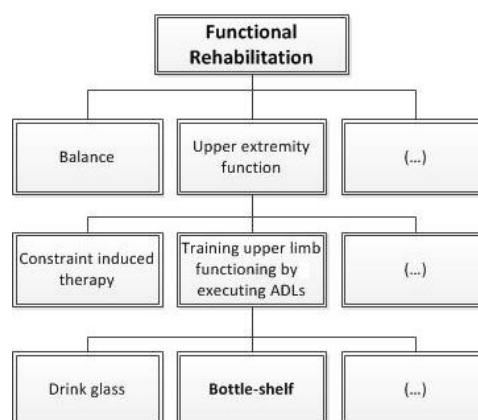 Functional
Rehabilitation
Balance
Upper extremity
function
(...)
Constraint induced
therapy
Training upper limb
functioning by
executing ADLs
(...)
Drink glass
Bottle-shelf
(...)